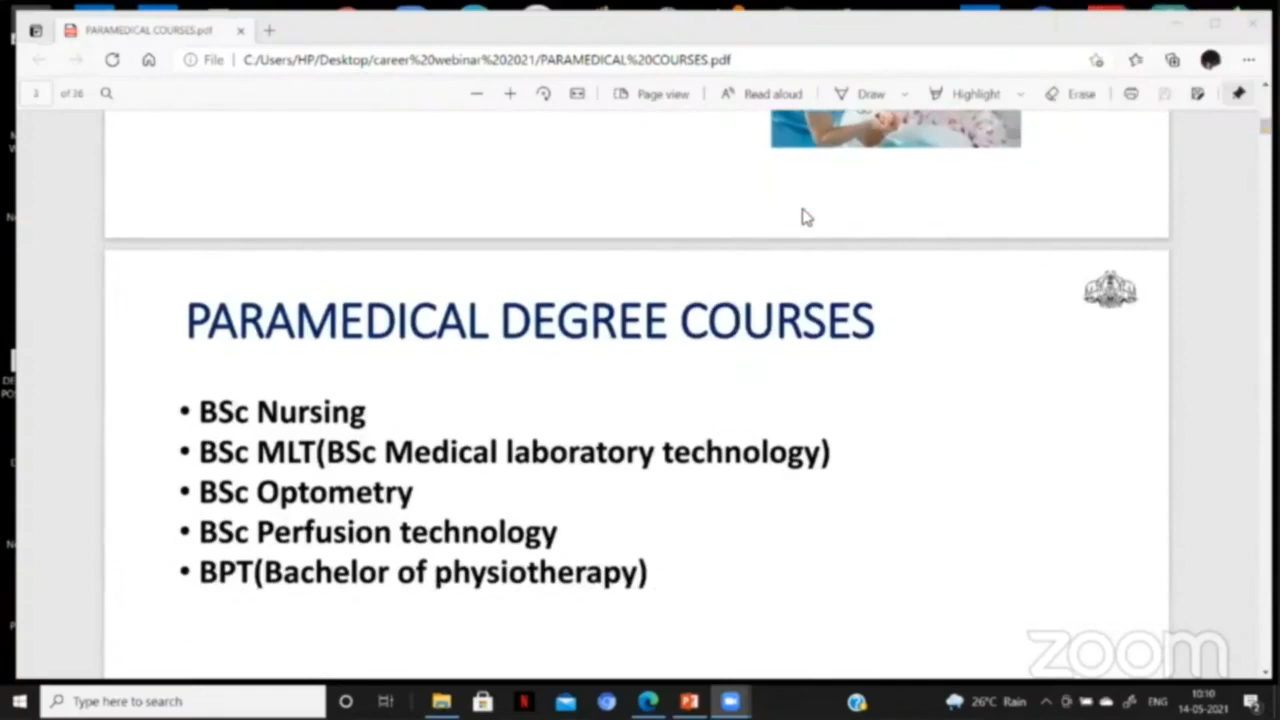 PARAMEDICAL COURSES.pdf
File | C:/Users/HP/Desktop/career%20webinar%202021/PARAMEDICAL%20COURSES.pdf
3 of 36 Page view Read aloud Draw Highlight Erase
PARAMEDICAL DEGREE COURSES
• BSc Nursing
• BSc MLT(BSc Medical laboratory technology)
• BSc Optometry
• BSc Perfusion technology
• BPT(Bachelor of physiotherapy)
zoom
Type here to search
26°C Rain
ENG
10:10
14-05-2021